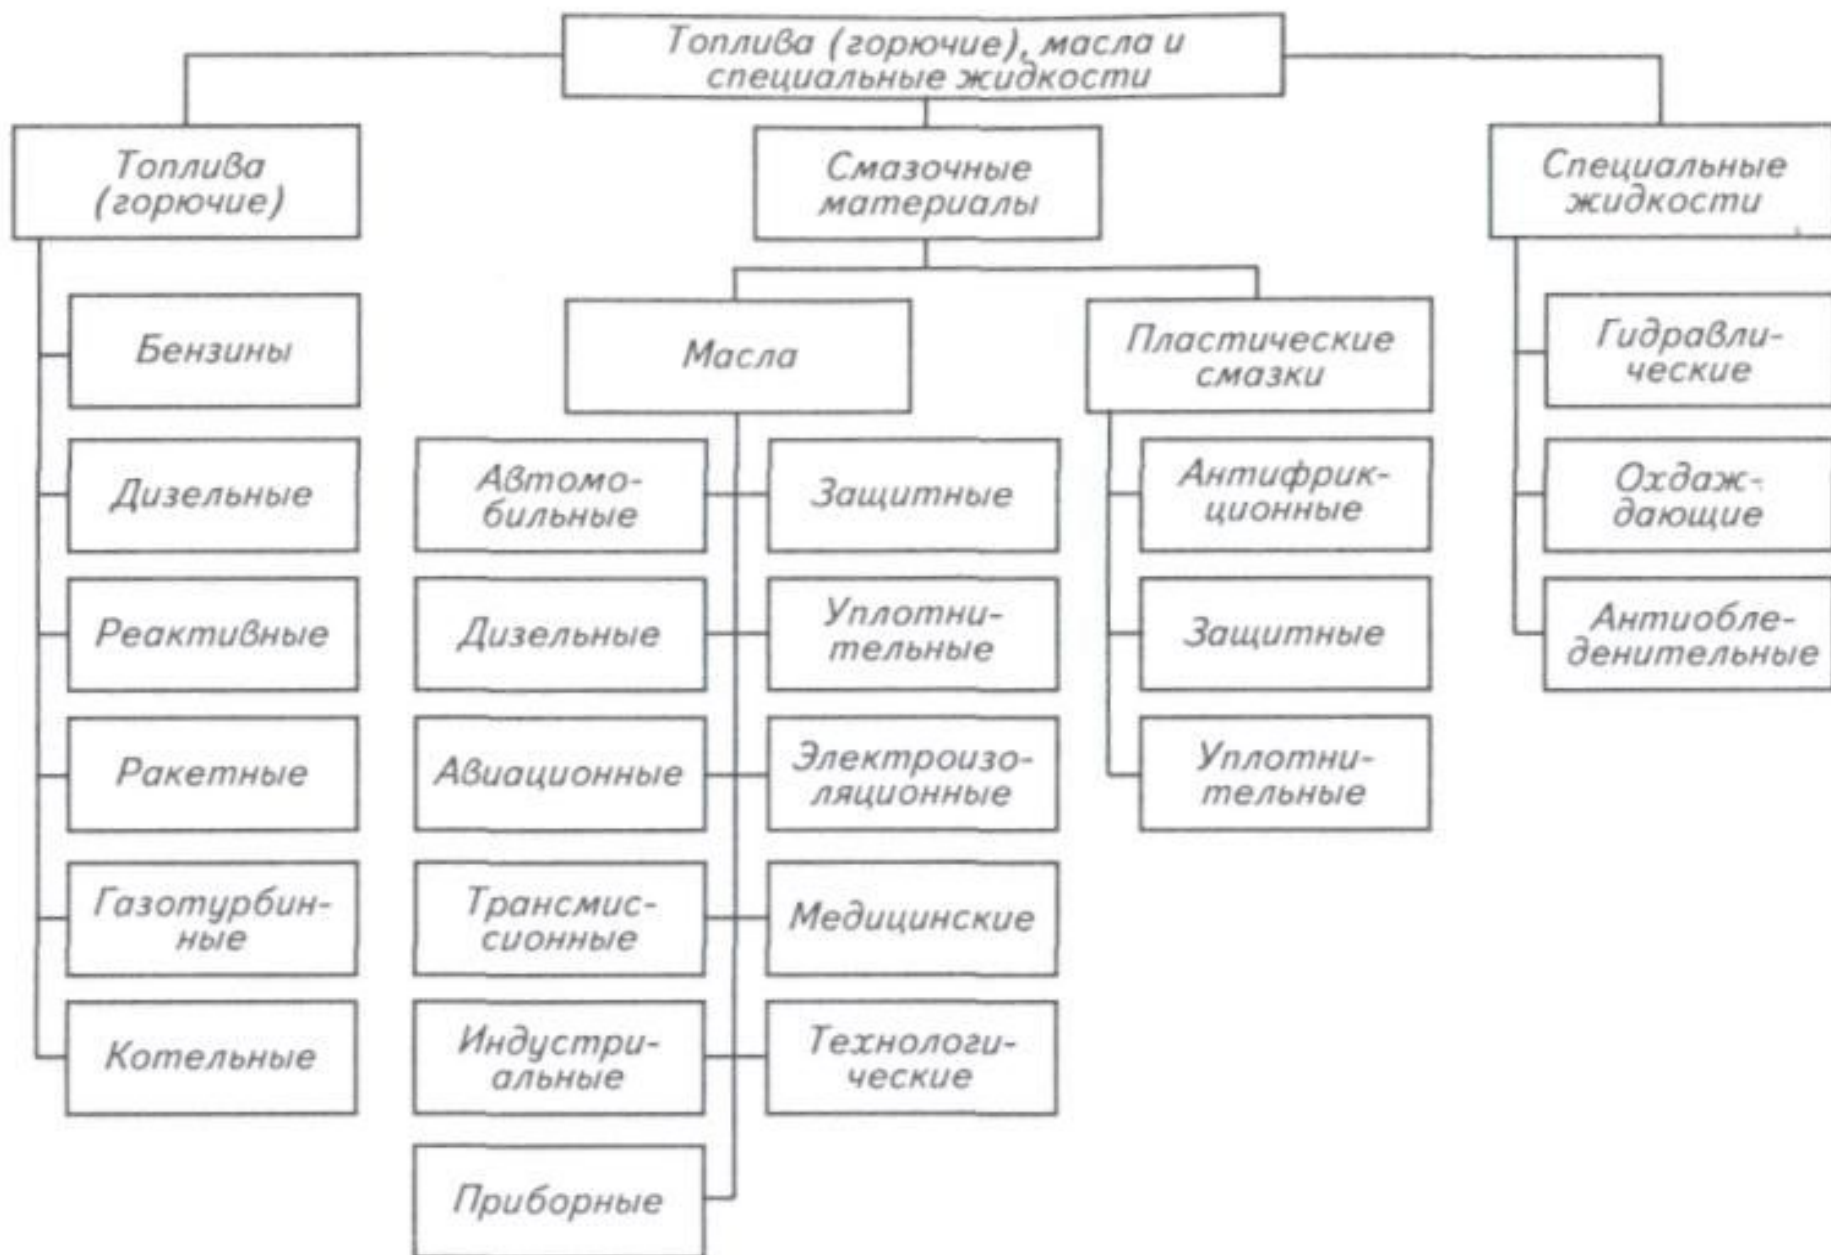 Топлива (горючие), масла и
специальные жидкости
Топлива
(горючие)
Смазочные
материалы
Специальные
жидкости
Бензины
Дизельные
Реактивные
Ракетные
Газотурбин-
ные
Котельные
Масла
Автомо-
бильные
Дизельные
Авиационные
Трансмис-
сионные
Индустри-
альные
Приборные
Защитные
Уплотни-
тельные
Электроизо-
ляционные
Медицинские
Технологи-
ческие
Пластические
смазки
Антифрик-
ционные
Защитные
Уплотни-
тельные
Гидравли-
ческие
Охдаж-
дающие
Антиобле-
денительные